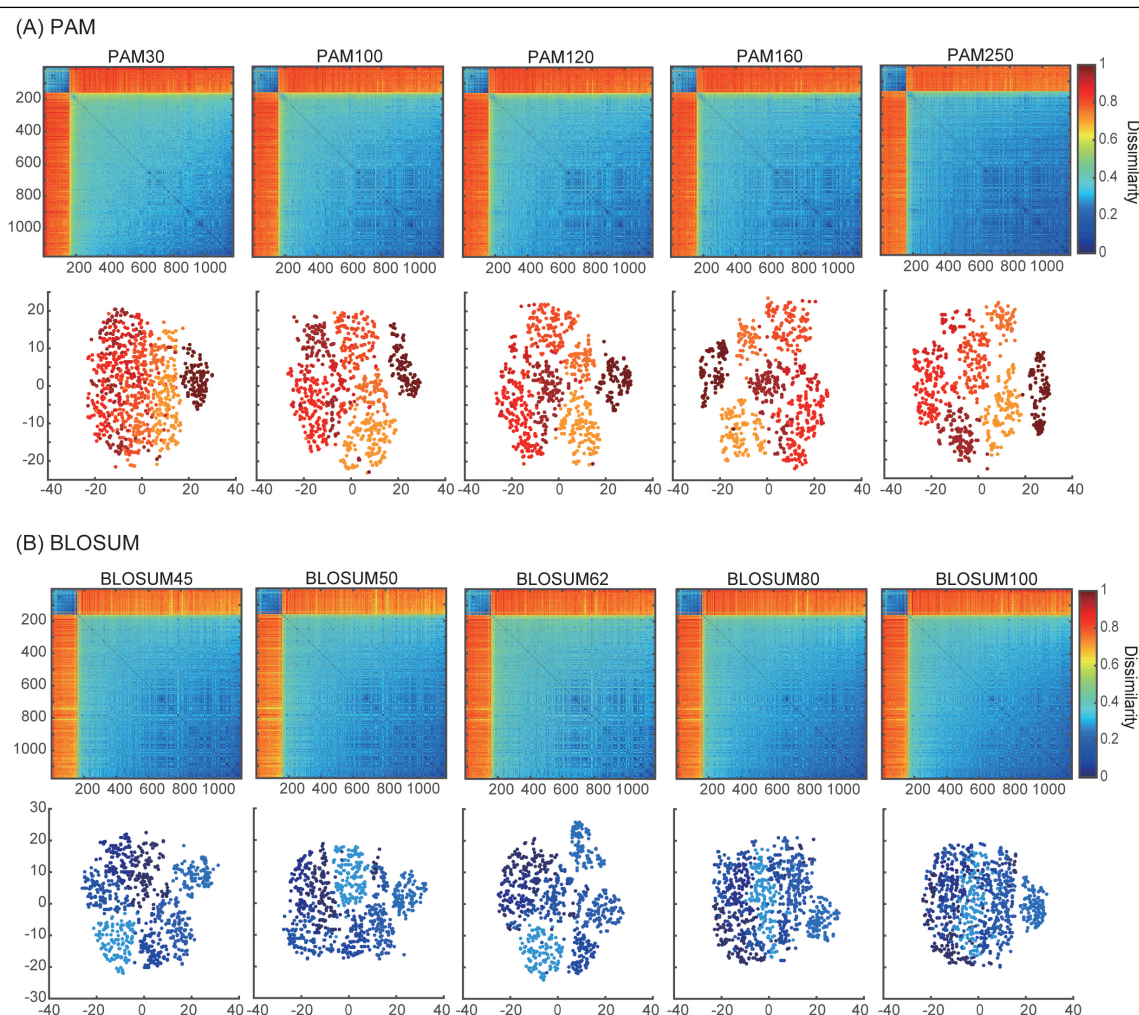 (A) PAM
PAM30 PAM100 PAM120 PAM160 PAM250
200
400
600
800
1000
200 400 600 800 1000
200 400 600 800 1000
200 400 600 800 1000
200 400 600 800 1000
200 400 600 800 1000
1
0.8
0.6
0.4
0.2
0
Dissimilarity
20
10
0
-10
-20
-40 -20 0 20 40
-40 -20 0 20 40
-40 -20 0 20 40
-40 -20 0 20 40
-40 -20 0 20 40
(B) BLOSUM
BLOSUM45 BLOSUM50 BLOSUM62 BLOSUM80 BLOSUM100
200
400
600
800
1000
200 400 600 800 1000
200 400 600 800 1000
200 400 600 800 1000
200 400 600 800 1000
200 400 600 800 1000
1
0.8
0.6
0.4
0.2
0
Dissimilarity
30
20
10
0
-10
-20
-30
-40 -20 0 20 40
-40 -20 0 20 40
-40 -20 0 20 40
-40 -20 0 20 40
-40 -20 0 20 40